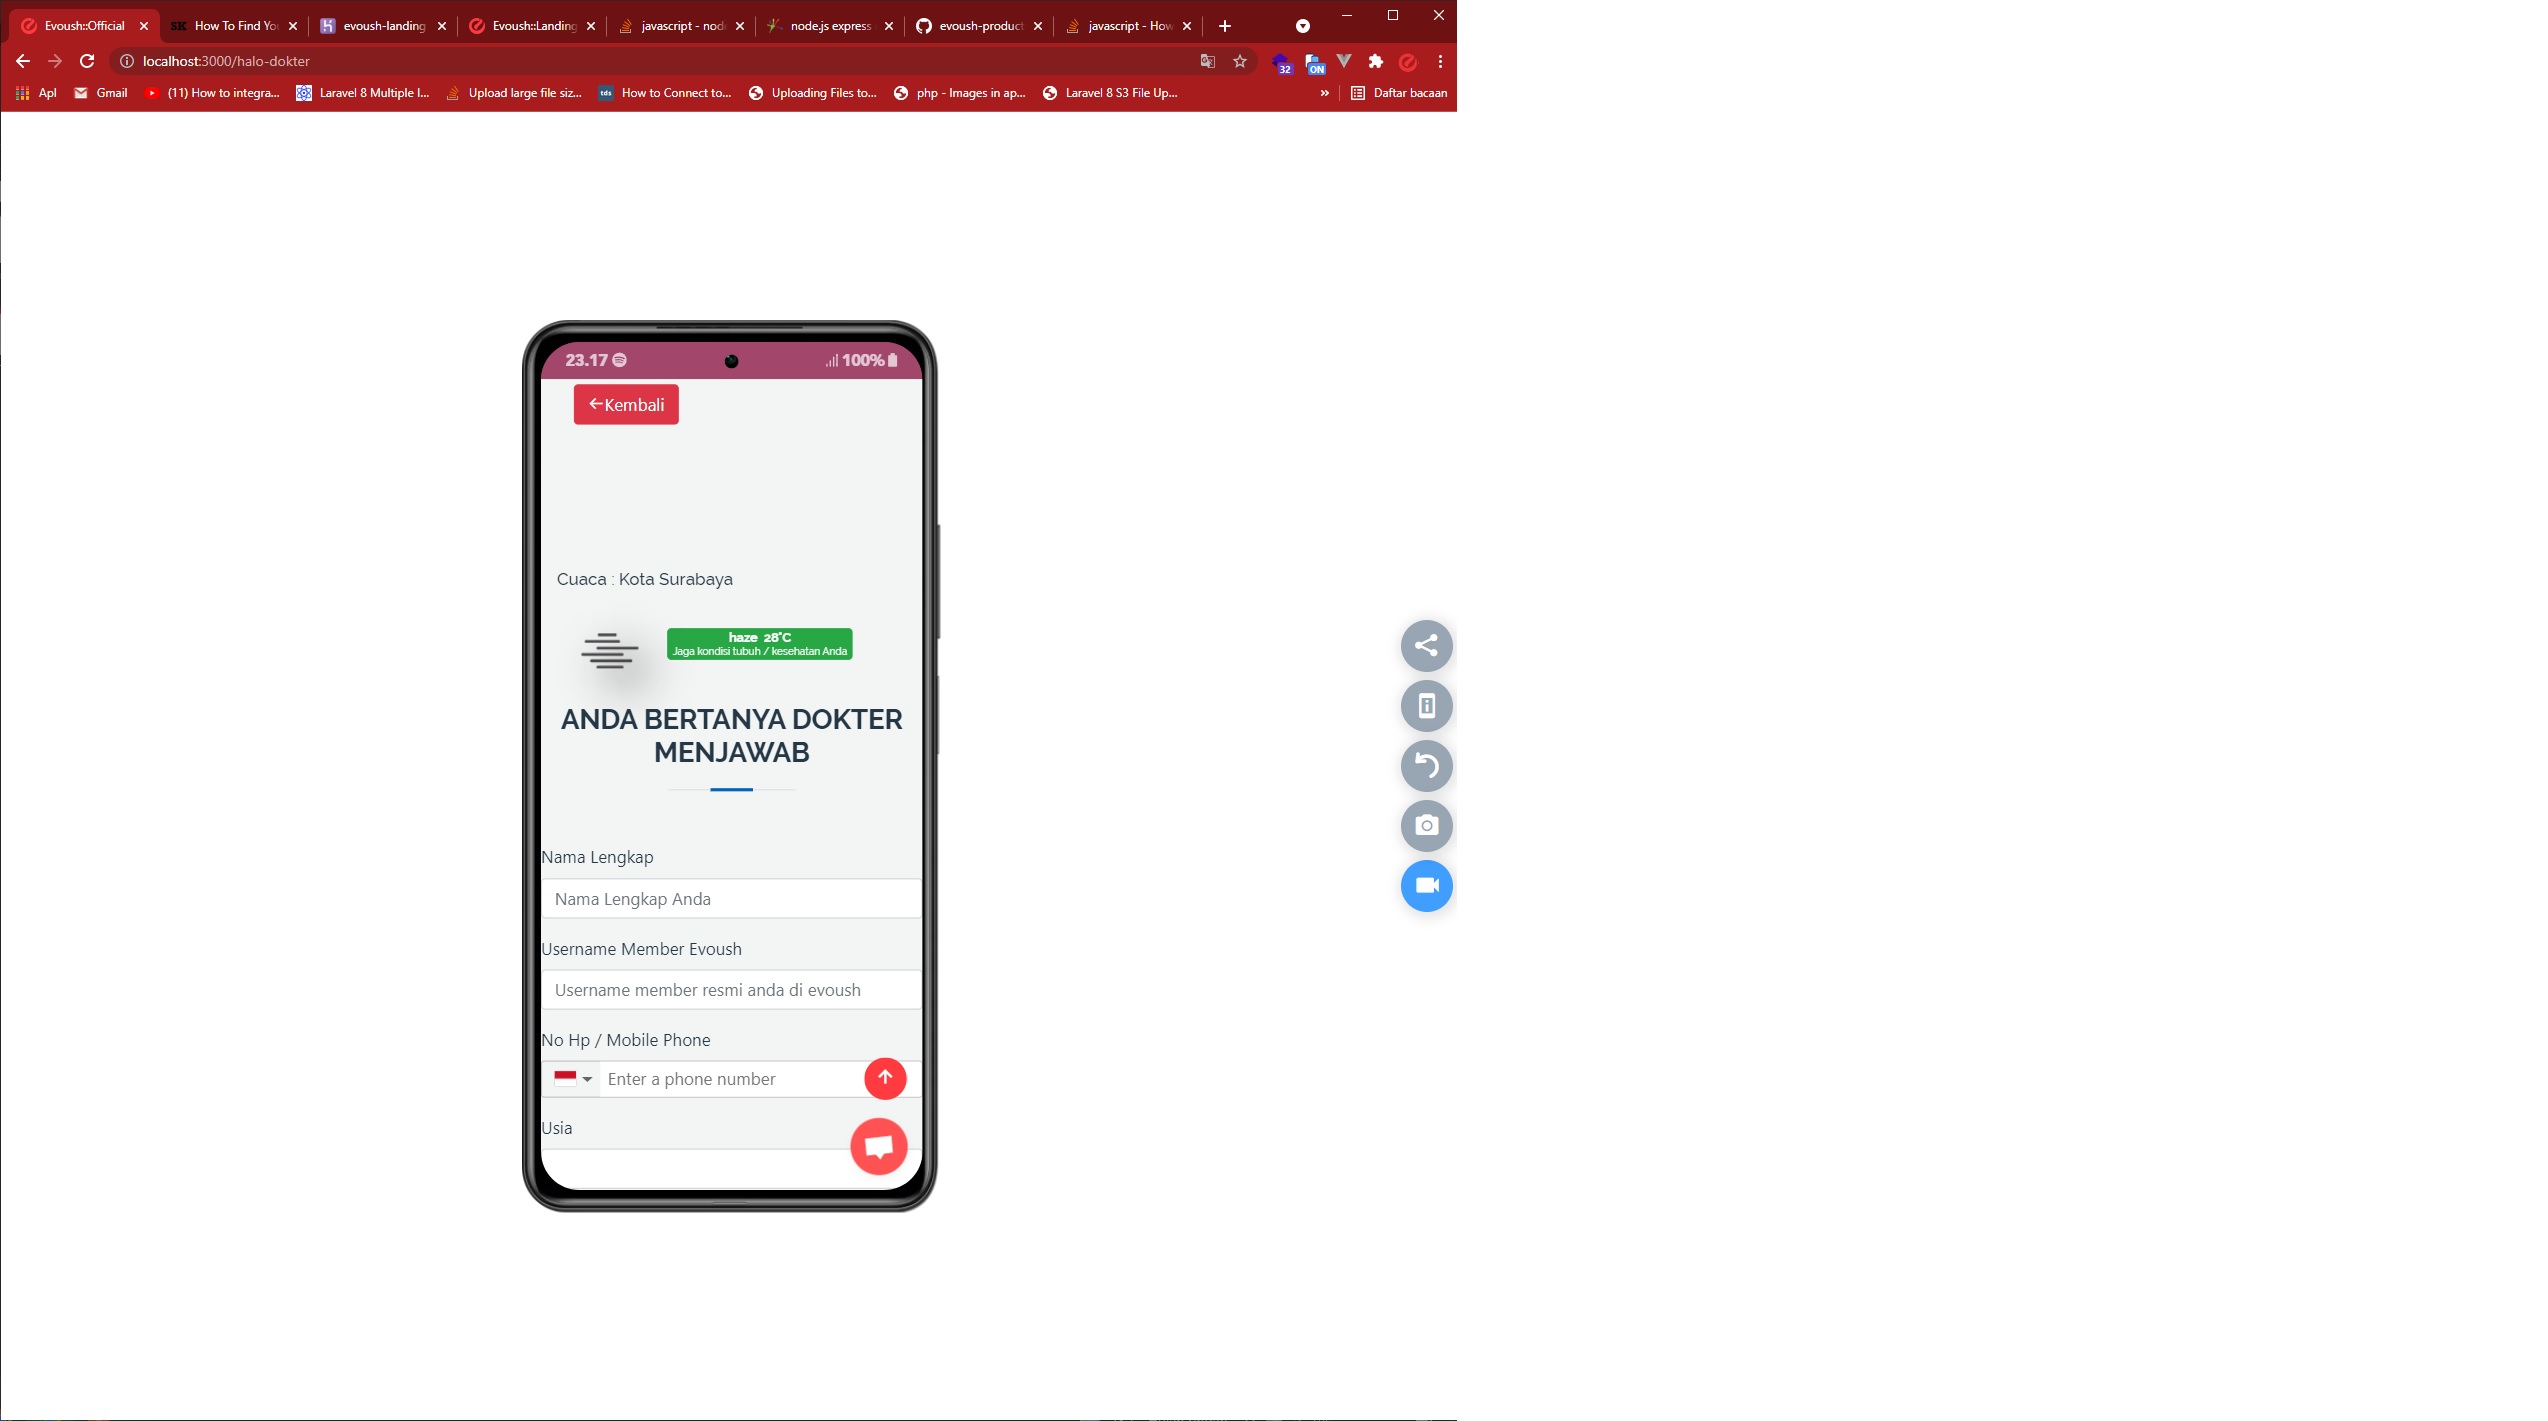 Evoush::Official
SK How To Find Yo
evoush-landing
Evoush::Landing
javascript - nod
node.js express
evoush-product
javascript - How
localhost:3000/halo-dokter
32
ON
Apl
Gmail
(11) How to integra...
Laravel 8 Multiple I...
Upload large file siz...
tds How to Connect to...
Uploading Files to...
php - Images in ap...
Laravel 8 S3 File Up...
»
Daftar bacaan
23.17
100%
←Kembali
Cuaca : Kota Surabaya
haze 28°C
Jaga kondisi tubuh / kesehatan Anda
ANDA BERTANYA DOKTER
MENJAWAB
Nama Lengkap
Nama Lengkap Anda
Username Member Evoush
Username member resmi anda di evoush
No Hp / Mobile Phone
Enter a phone number
Usia